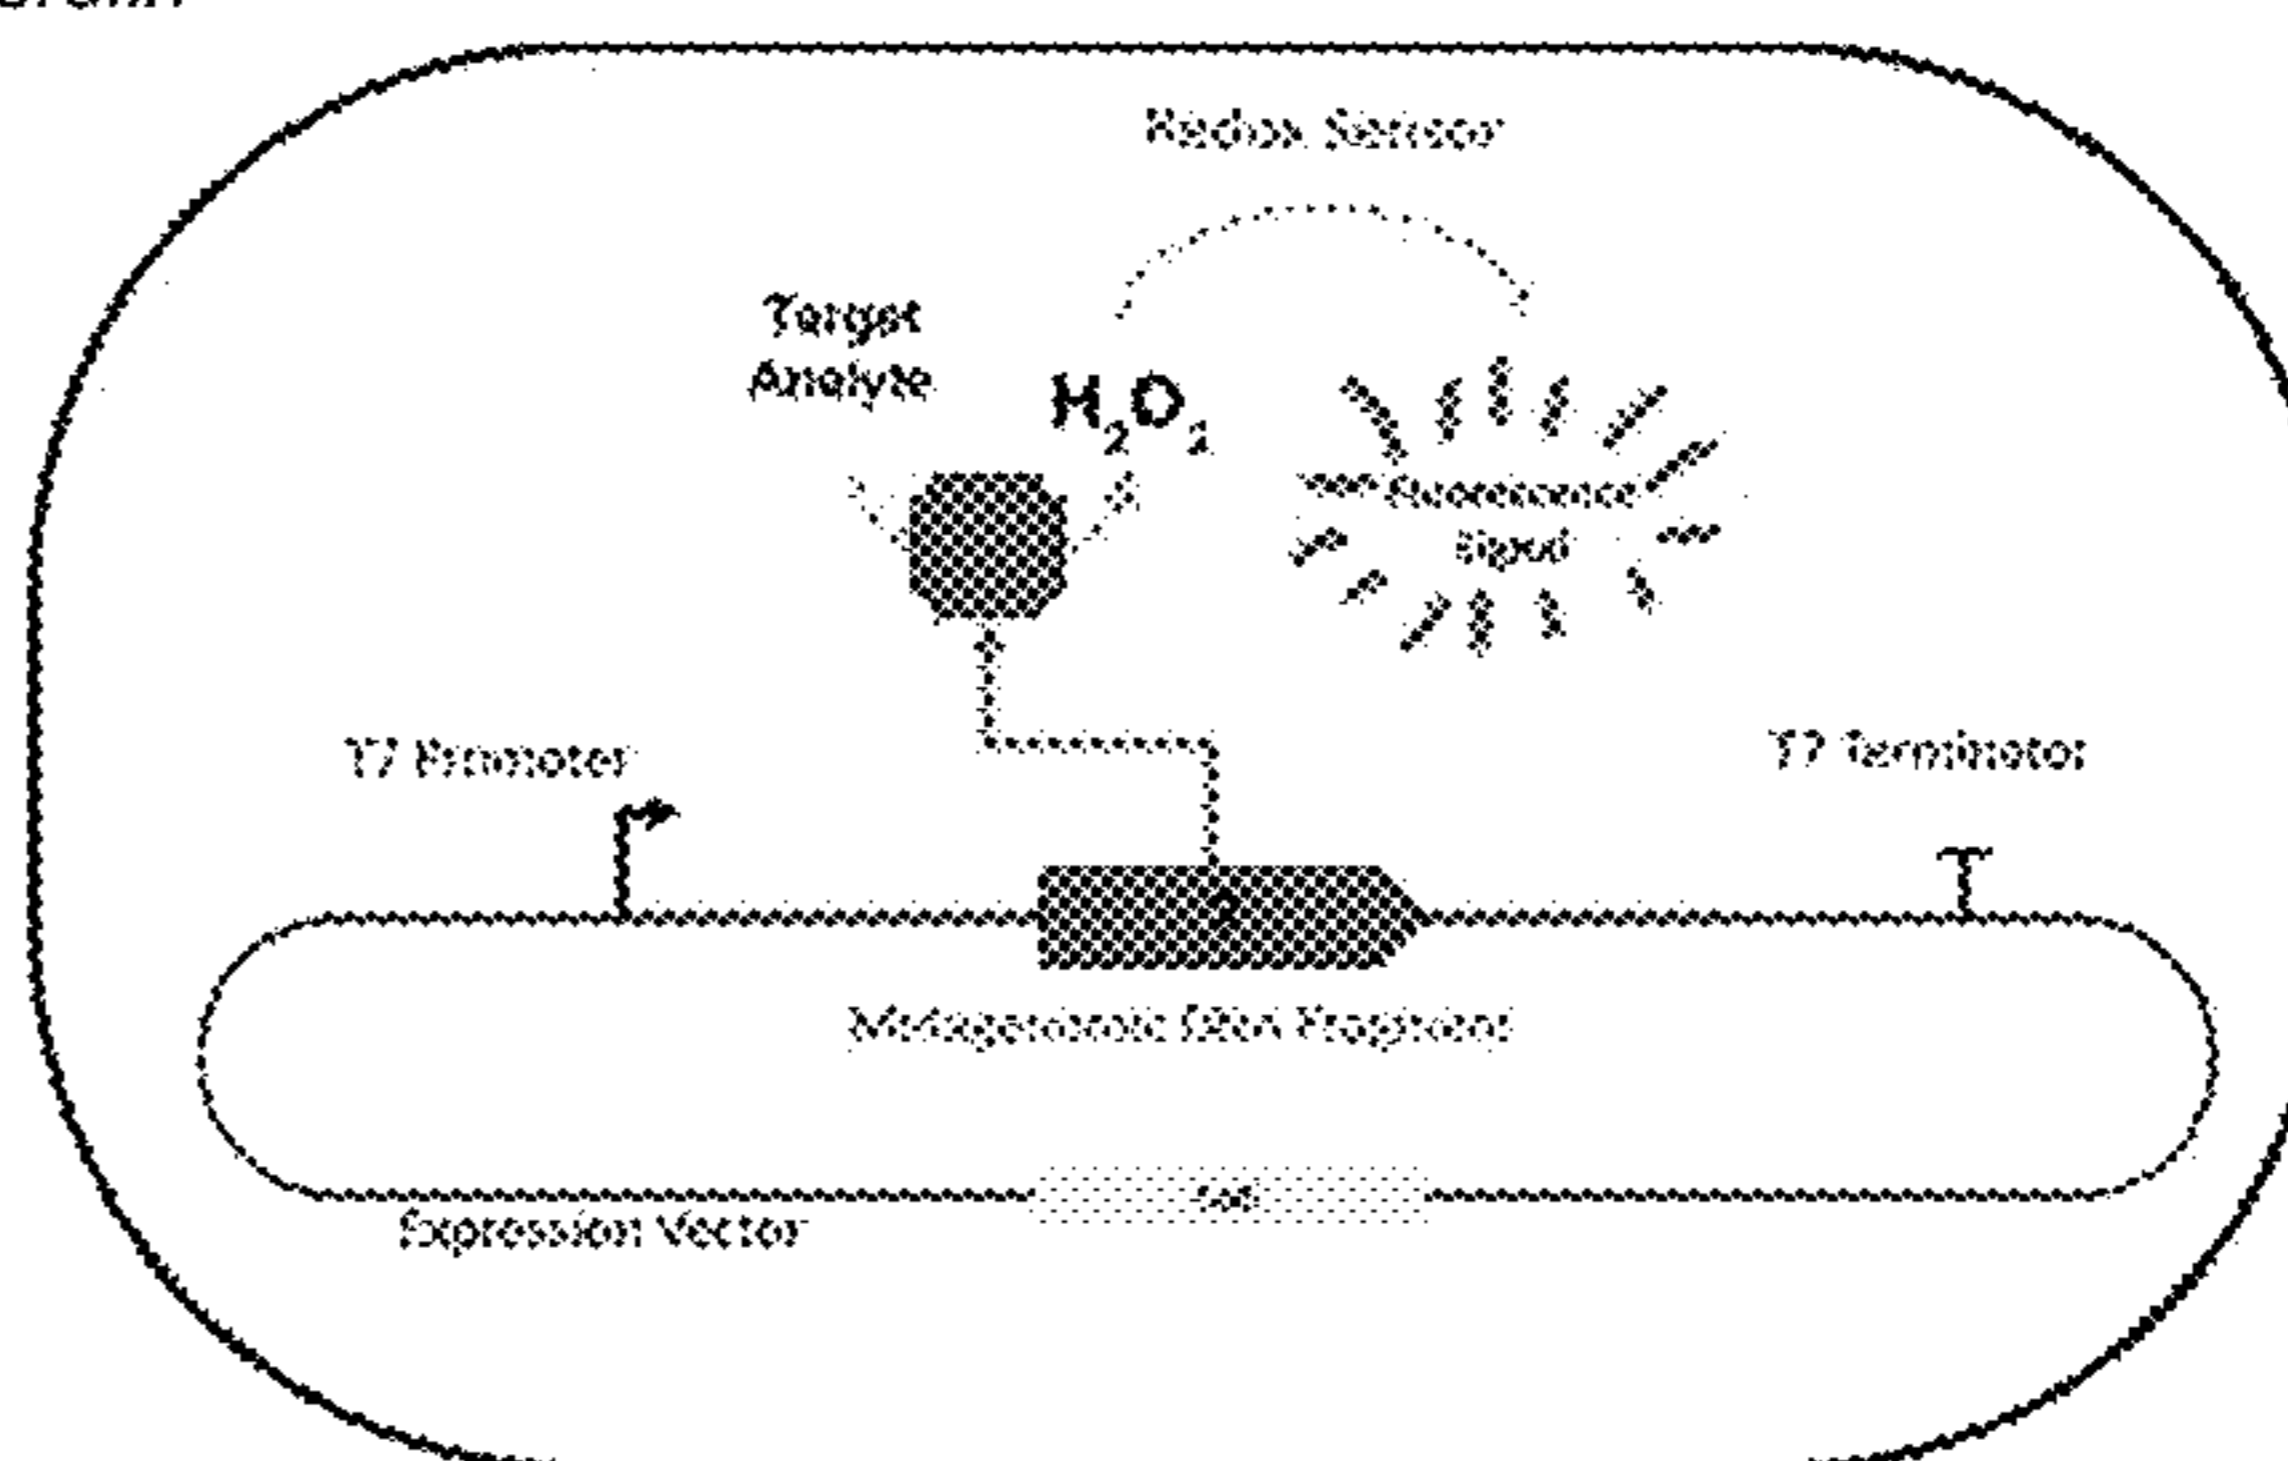 Redox Sensor
Target
Analyte
H₂O₂
Fluorescence
Signal
T7 Promoter
T7 Terminator
?
Metagenomic DNA Fragment
Expression Vector